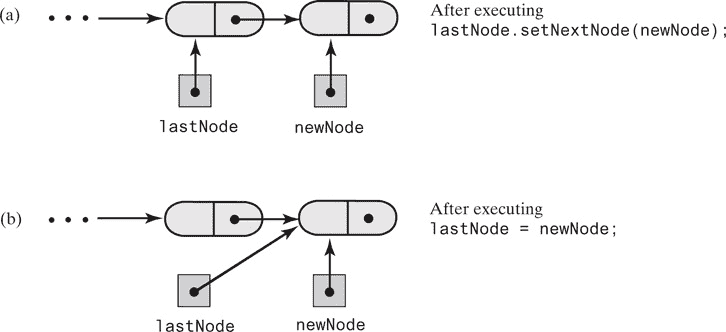 (a)
After executing
lastNode.setNextNode(newNode);
lastNode newNode
(b)
After executing
lastNode = newNode;
lastNode newNode